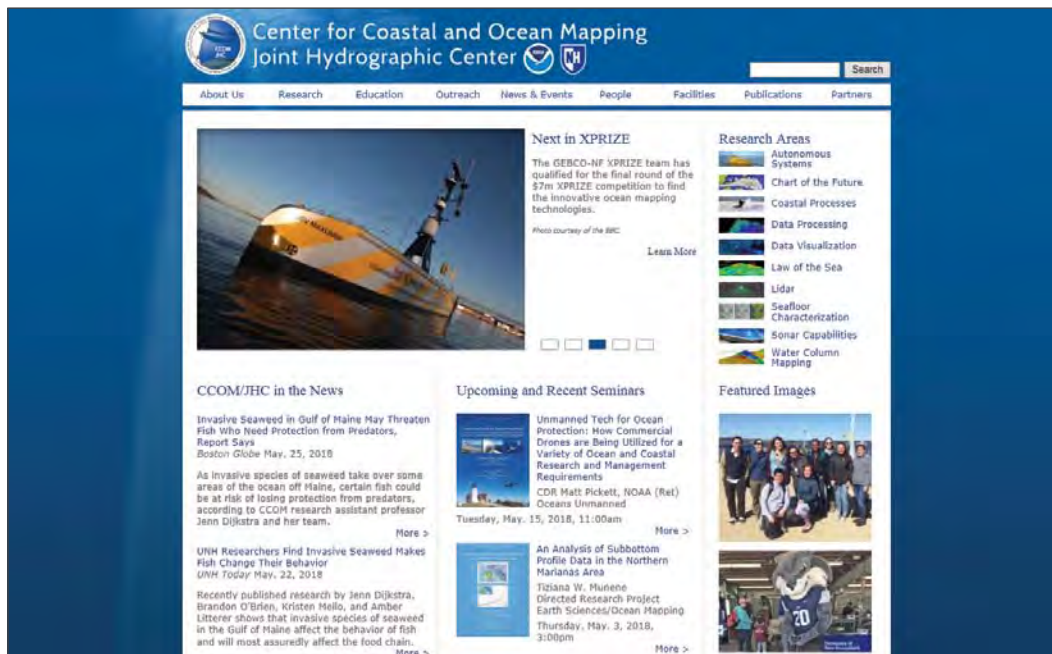 Center for Coastal and Ocean Mapping
Joint Hydrographic Center
NH
CCOM
JHC
Search
About Us Research Education Outreach News & Events People Facilities Publications Partners
Next in XPRIZE
The GEBCO-NF XPRIZE team has
qualified for the final round of the
$7m XPRIZE competition to find
the innovative ocean mapping
technologies.
Photo courtesy of the BBC.
Learn More
Research Areas
Autonomous
Systems
Chart of the Future
Coastal Processes
Data Processing
Data Visualization
Law of the Sea
Lidar
Seafloor
Characterization
Sonar Capabilities
Water Column
Mapping
CCOM/JHC in the News
Invasive Seaweed in Gulf of Maine May Threaten
Fish Who Need Protection from Predators,
Report Says
Boston Globe May. 25, 2018
As invasive species of seaweed take over some
areas of the ocean off Maine, certain fish could
be at risk of losing protection from predators,
according to CCOM research assistant professor
Jenn Dijkstra and her team.
More >
UNH Researchers Find Invasive Seaweed Makes
Fish Change Their Behavior
UNH Today May. 22, 2018
Recently published research by Jenn Dijkstra,
Brandon O'Brien, Kristen Mello, and Amber
Litterer shows that invasive species of seaweed
in the Gulf of Maine affect the behavior of fish
and will most assuredly affect the food chain.
More >
Upcoming and Recent Seminars
Unmanned Tech for Ocean
Protection: How Commercial
Drones are Being Utilized for a
Variety of Ocean and Coastal
Research and Management
Requirements
CDR Matt Pickett, NOAA (Ret)
Oceans Unmanned
Tuesday, May. 15, 2018, 11:00am
More >
An Analysis of Subbottom
Profile Data in the Northern
Marianas Area
Tiziana W. Munene
Directed Research Project
Earth Sciences/Ocean Mapping
Thursday, May. 3, 2018,
3:00pm
More >
Featured Images
20